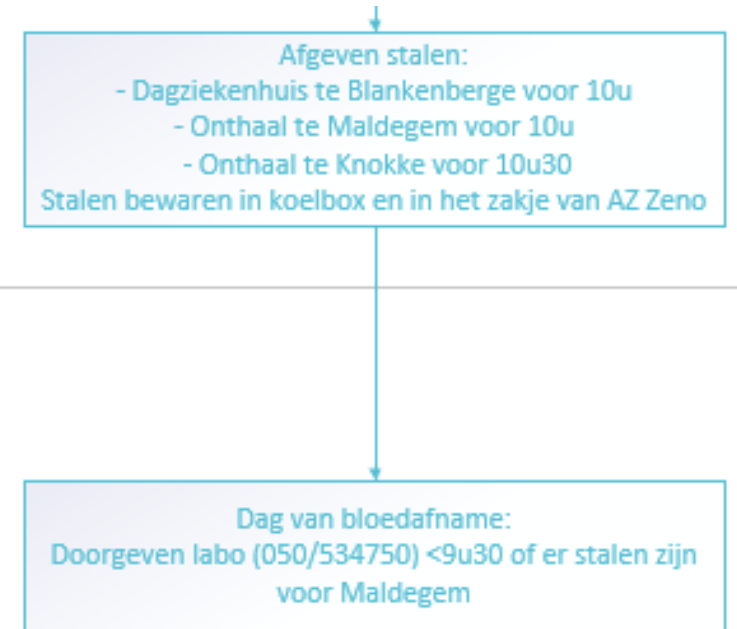 Afgeven stalen:
- Dagziekenhuis te Blankenberge voor 10u
- Onthaal te Maldegem voor 10u
- Onthaal te Knokke voor 10u30
Stalen bewaren in koelbox en in het zakje van AZ Zeno
Dag van bloedafname:
Doorgeven labo (050/534750) <9u30 of er stalen zijn
voor Maldegem